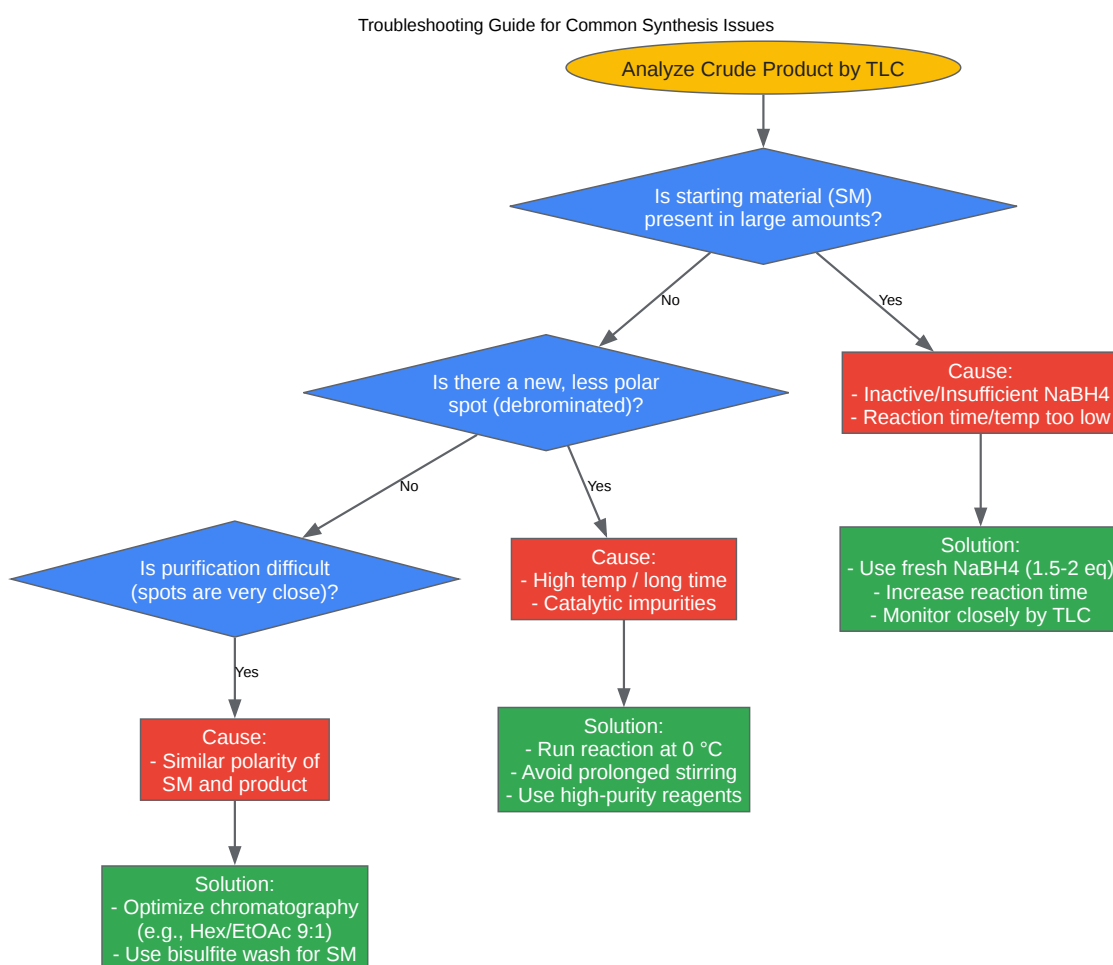 Troubleshooting Guide for Common Synthesis Issues
Analyze Crude Product by TLC
Is starting material (SM)
present in large amounts?
No
Yes
Is there a new, less polar
spot (debrominated)?
Cause:
- Inactive/Insufficient NaBH4
- Reaction time/temp too low
No
Yes
Is purification difficult
(spots are very close)?
Cause:
- High temp / long time
- Catalytic impurities
Solution:
- Use fresh NaBH4 (1.5-2 eq)
- Increase reaction time
- Monitor closely by TLC
Yes
Cause:
- Similar polarity of
SM and product
Solution:
- Run reaction at 0 °C
- Avoid prolonged stirring
- Use high-purity reagents
Solution:
- Optimize chromatography
(e.g., Hex/EtOAc 9:1)
- Use bisulfite wash for SM